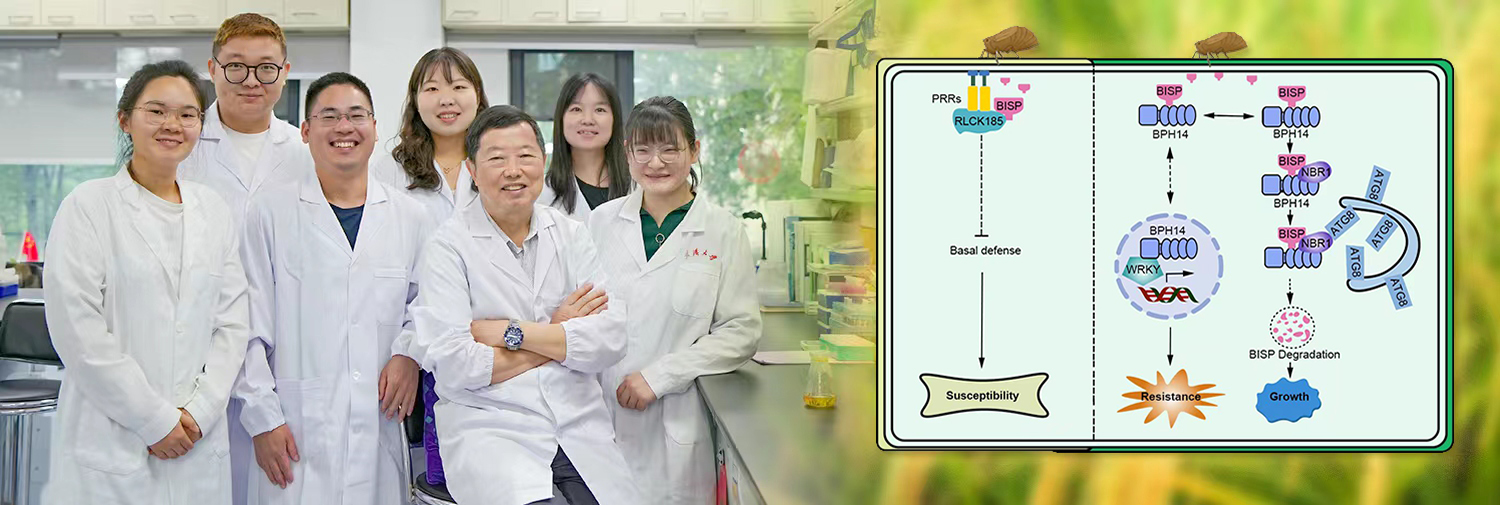 PRRs
BISP
RLCK185
Basal defense
Susceptibility
BISP
BPH14
BPH14
WRKY
Resistance
BISP
BPH14
BISP
NBR1
BPH14
BISP
NBR1
ATG8
ATG8
ATG8
ATG8
ATG8
BISP Degradation
Growth